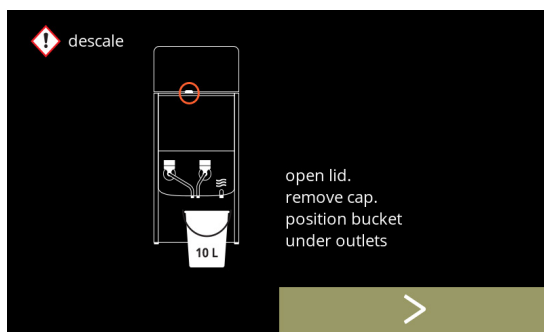 descale
open lid.
remove cap.
position bucket
under outlets
10 L